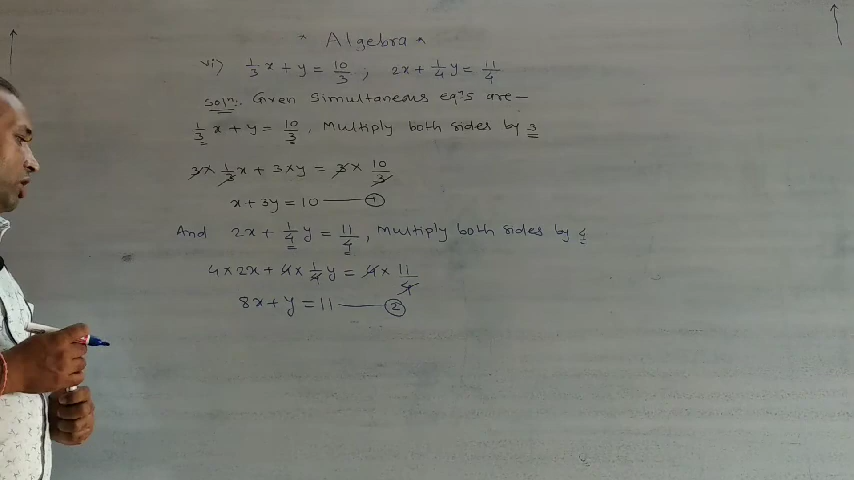 * Algebra *
vi) 1/3 x + y = 10/3 ; 2x + 1/4 y = 11/4
Soln:. Given Simultaneous eqns are—
1/3 x + y = 10/3, Multiply both sides by 3
3 × 1/3 x + 3 × y = 3 × 10/3
x + 3y = 10 —— ①
And 2x + 1/4 y = 11/4, Multiply both sides by 4
4 × 2x + 4 × 1/4 y = 4 × 11/4
8x + y = 11 —— ②